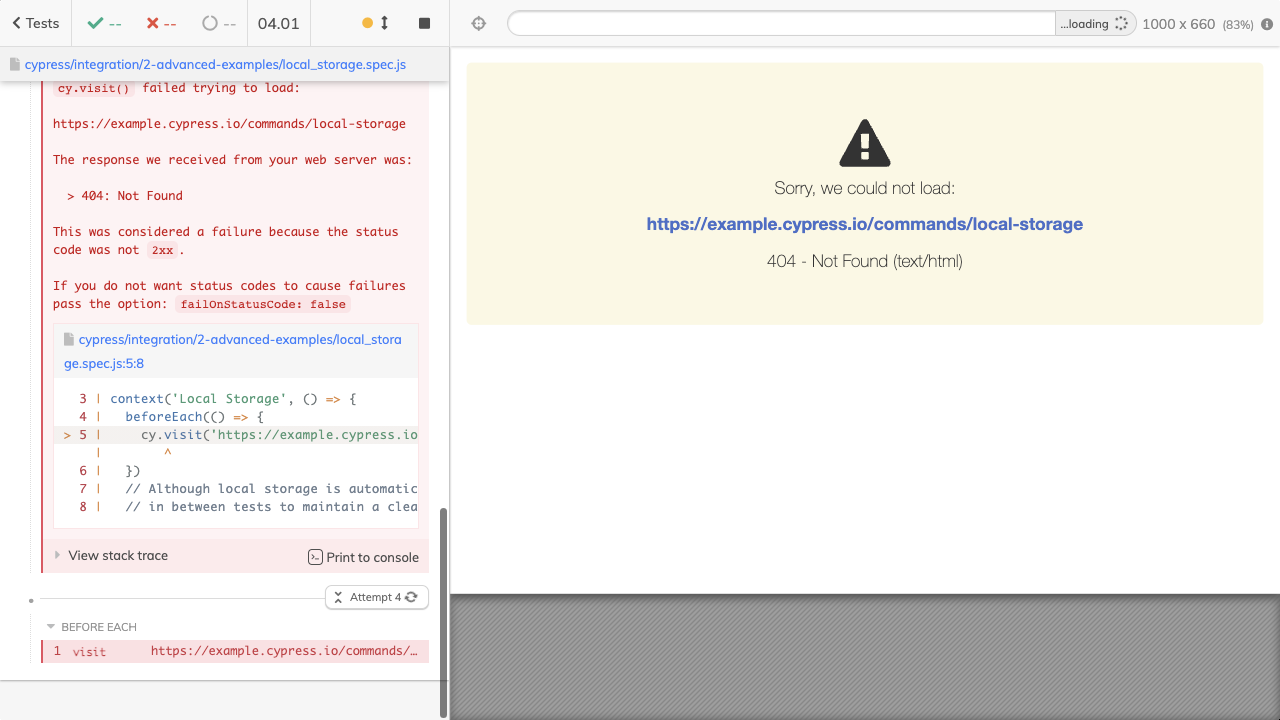 Tests
--
--
--
04.01
...loading
1000 x 660 (83%)
cypress/integration/2-advanced-examples/local_storage.spec.js
cy.visit() failed trying to load:
https://example.cypress.io/commands/local-storage
The response we received from your web server was:
> 404: Not Found
This was considered a failure because the status
code was not 2xx.
If you do not want status codes to cause failures
pass the option: failOnStatusCode: false
cypress/integration/2-advanced-examples/local_stora
ge.spec.js:5:8
3 | context('Local Storage', () => {
4 |   beforeEach(() => {
> 5 |     cy.visit('https://example.cypress.io
|        ^
6 |   })
7 |   // Although local storage is automatic
8 |   // in between tests to maintain a clea
View stack trace
Print to console
Attempt 4
BEFORE EACH
1 visit https://example.cypress.io/commands/…
Sorry, we could not load:
https://example.cypress.io/commands/local-storage
404 - Not Found (text/html)